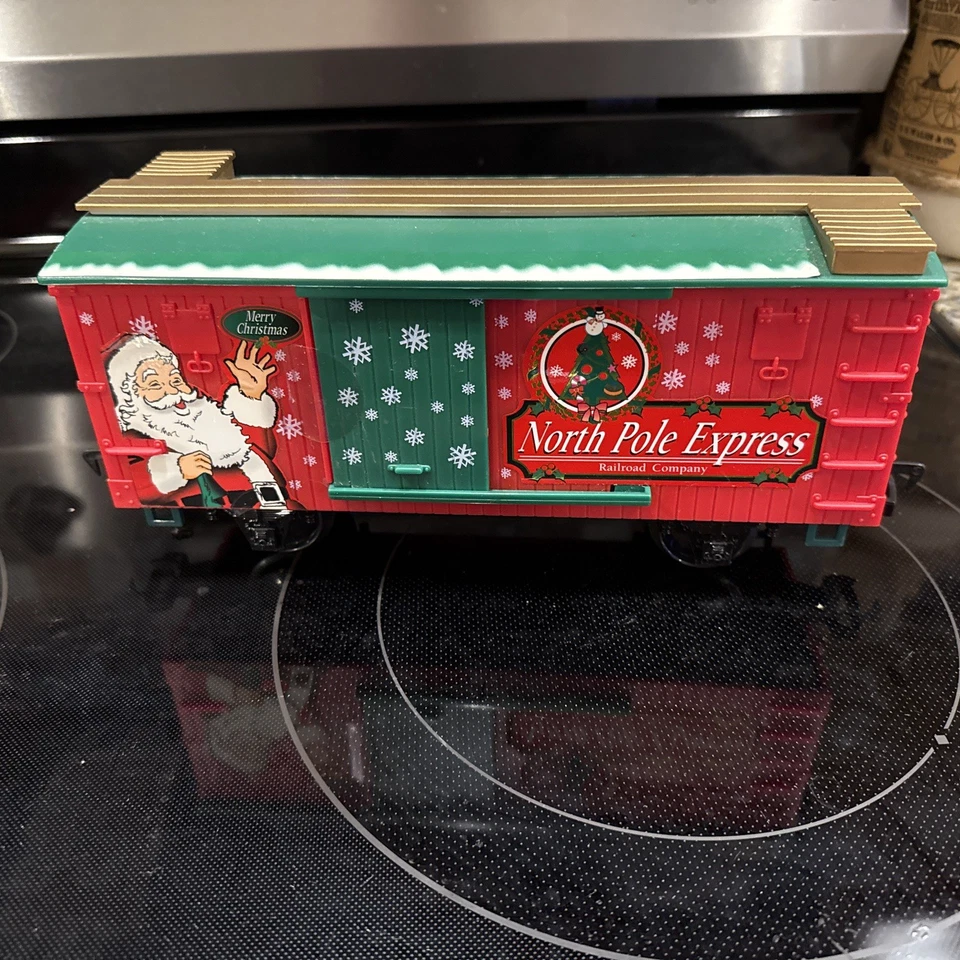 Merry
Christmas
North Pole Express
Railroad Company